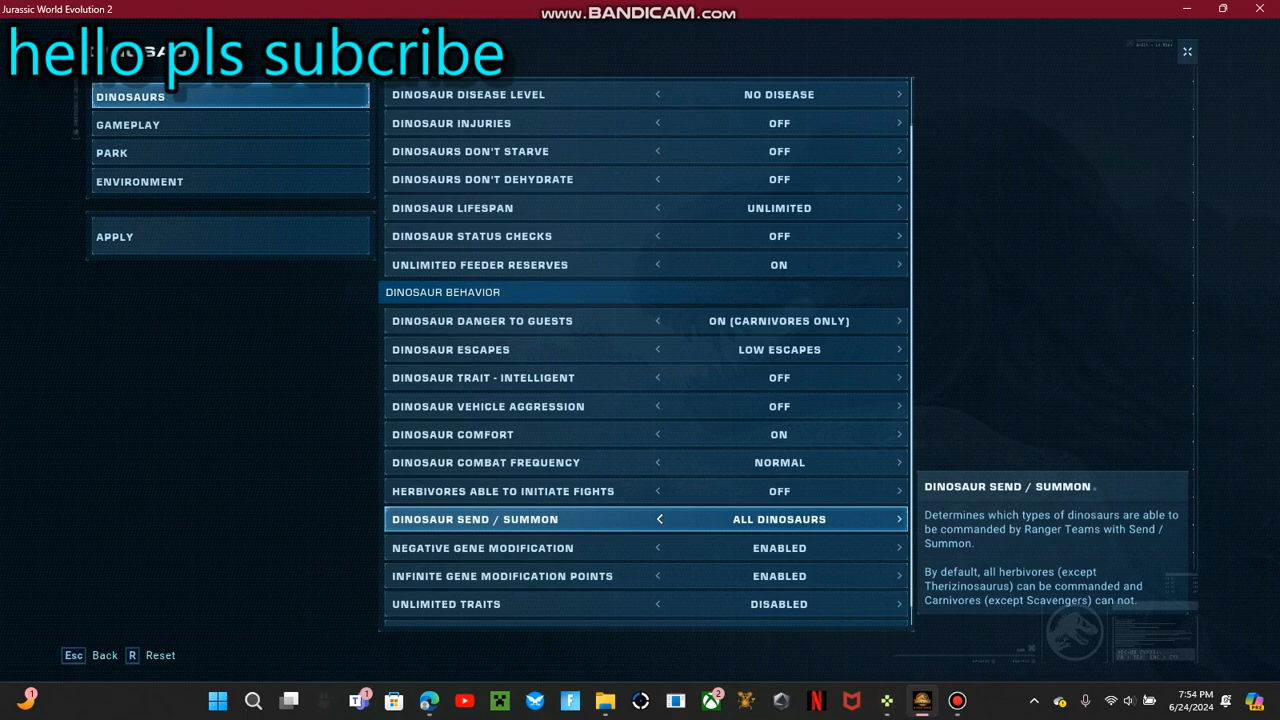 Jurassic World Evolution 2
www.BANDICAM.com
hello pls subcribe
DINOSAURS
GAMEPLAY
PARK
ENVIRONMENT
APPLY
DINOSAUR DISEASE LEVEL NO DISEASE
DINOSAUR INJURIES OFF
DINOSAURS DON'T STARVE OFF
DINOSAURS DON'T DEHYDRATE OFF
DINOSAUR LIFESPAN UNLIMITED
DINOSAUR STATUS CHECKS OFF
UNLIMITED FEEDER RESERVES ON
DINOSAUR BEHAVIOR
DINOSAUR DANGER TO GUESTS ON (CARNIVORES ONLY)
DINOSAUR ESCAPES LOW ESCAPES
DINOSAUR TRAIT - INTELLIGENT OFF
DINOSAUR VEHICLE AGGRESSION OFF
DINOSAUR COMFORT ON
DINOSAUR COMBAT FREQUENCY NORMAL
HERBIVORES ABLE TO INITIATE FIGHTS OFF
DINOSAUR SEND / SUMMON ALL DINOSAURS
NEGATIVE GENE MODIFICATION ENABLED
INFINITE GENE MODIFICATION POINTS ENABLED
UNLIMITED TRAITS DISABLED
DINOSAUR SEND / SUMMON
Determines which types of dinosaurs are able to
be commanded by Ranger Teams with Send /
Summon.
By default, all herbivores (except
Therizinosaurus) can be commanded and
Carnivores (except Scavengers) can not.
Esc Back R Reset
1
1
2
7:54 PM
6/24/2024